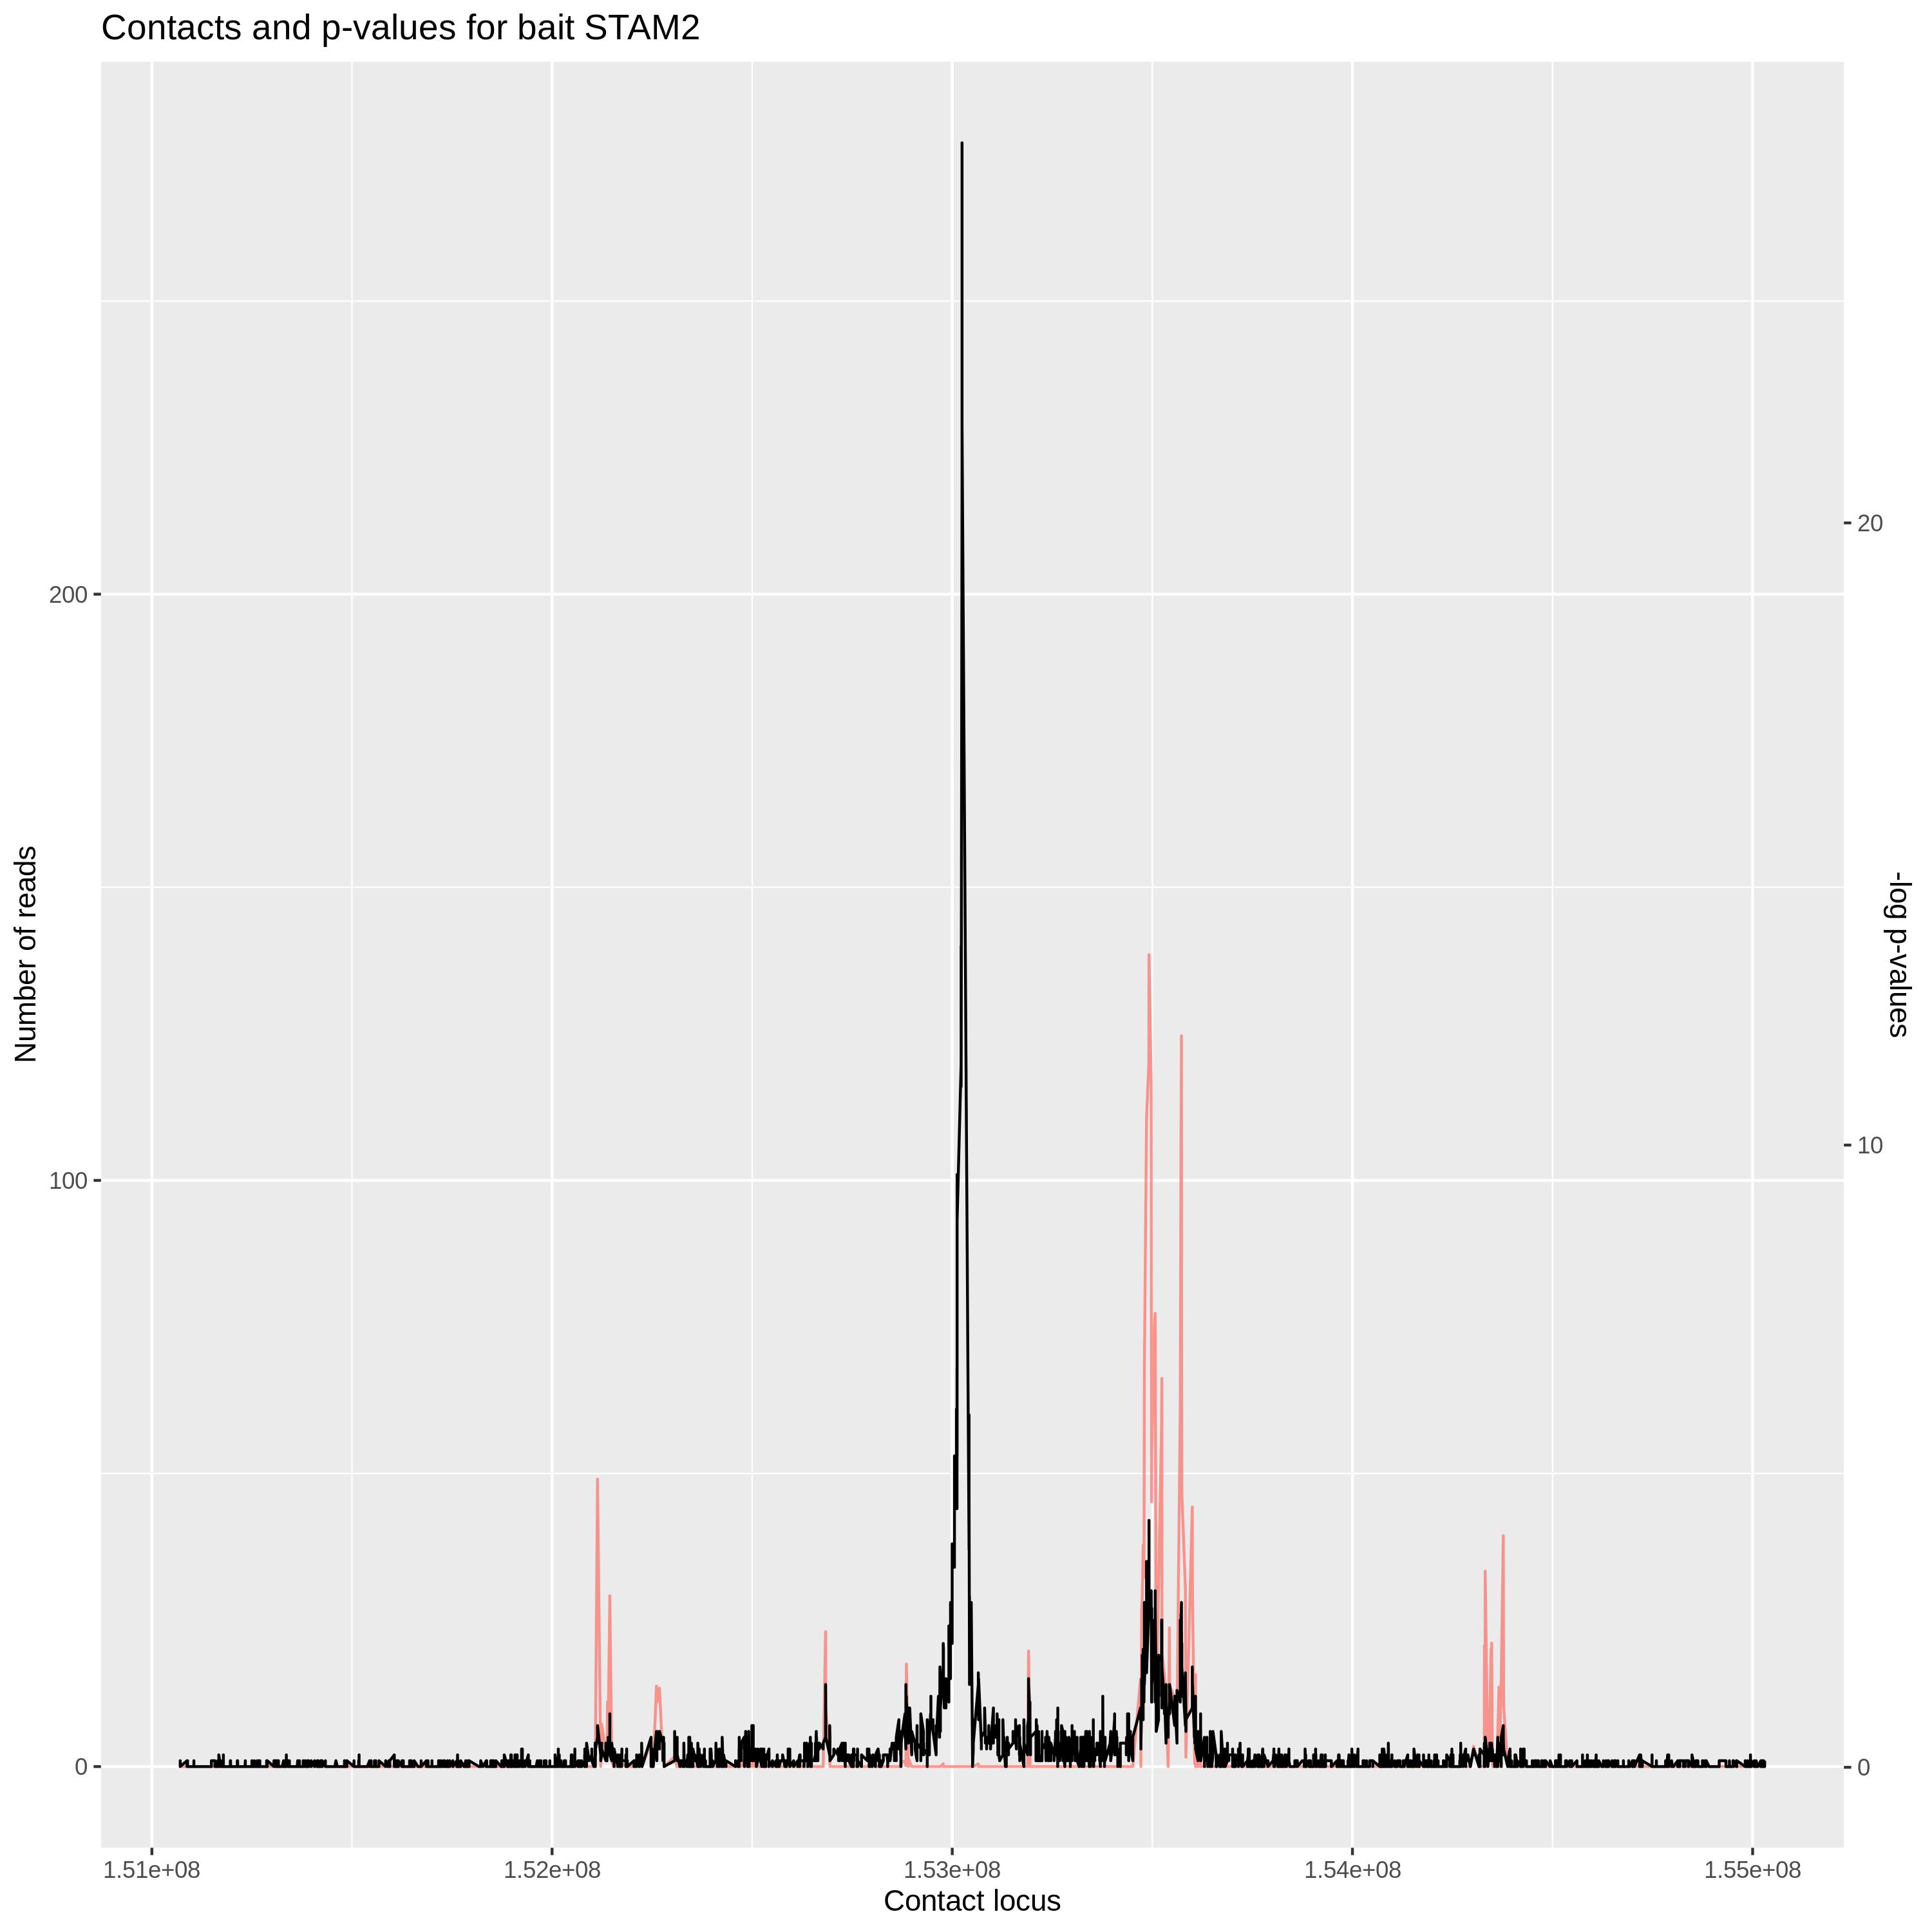 Contacts and p-values for bait STAM2
Number of reads
200
100
0
20
10
0
-log p-values
1.51e+08
1.52e+08
1.53e+08
1.54e+08
1.55e+08
Contact locus